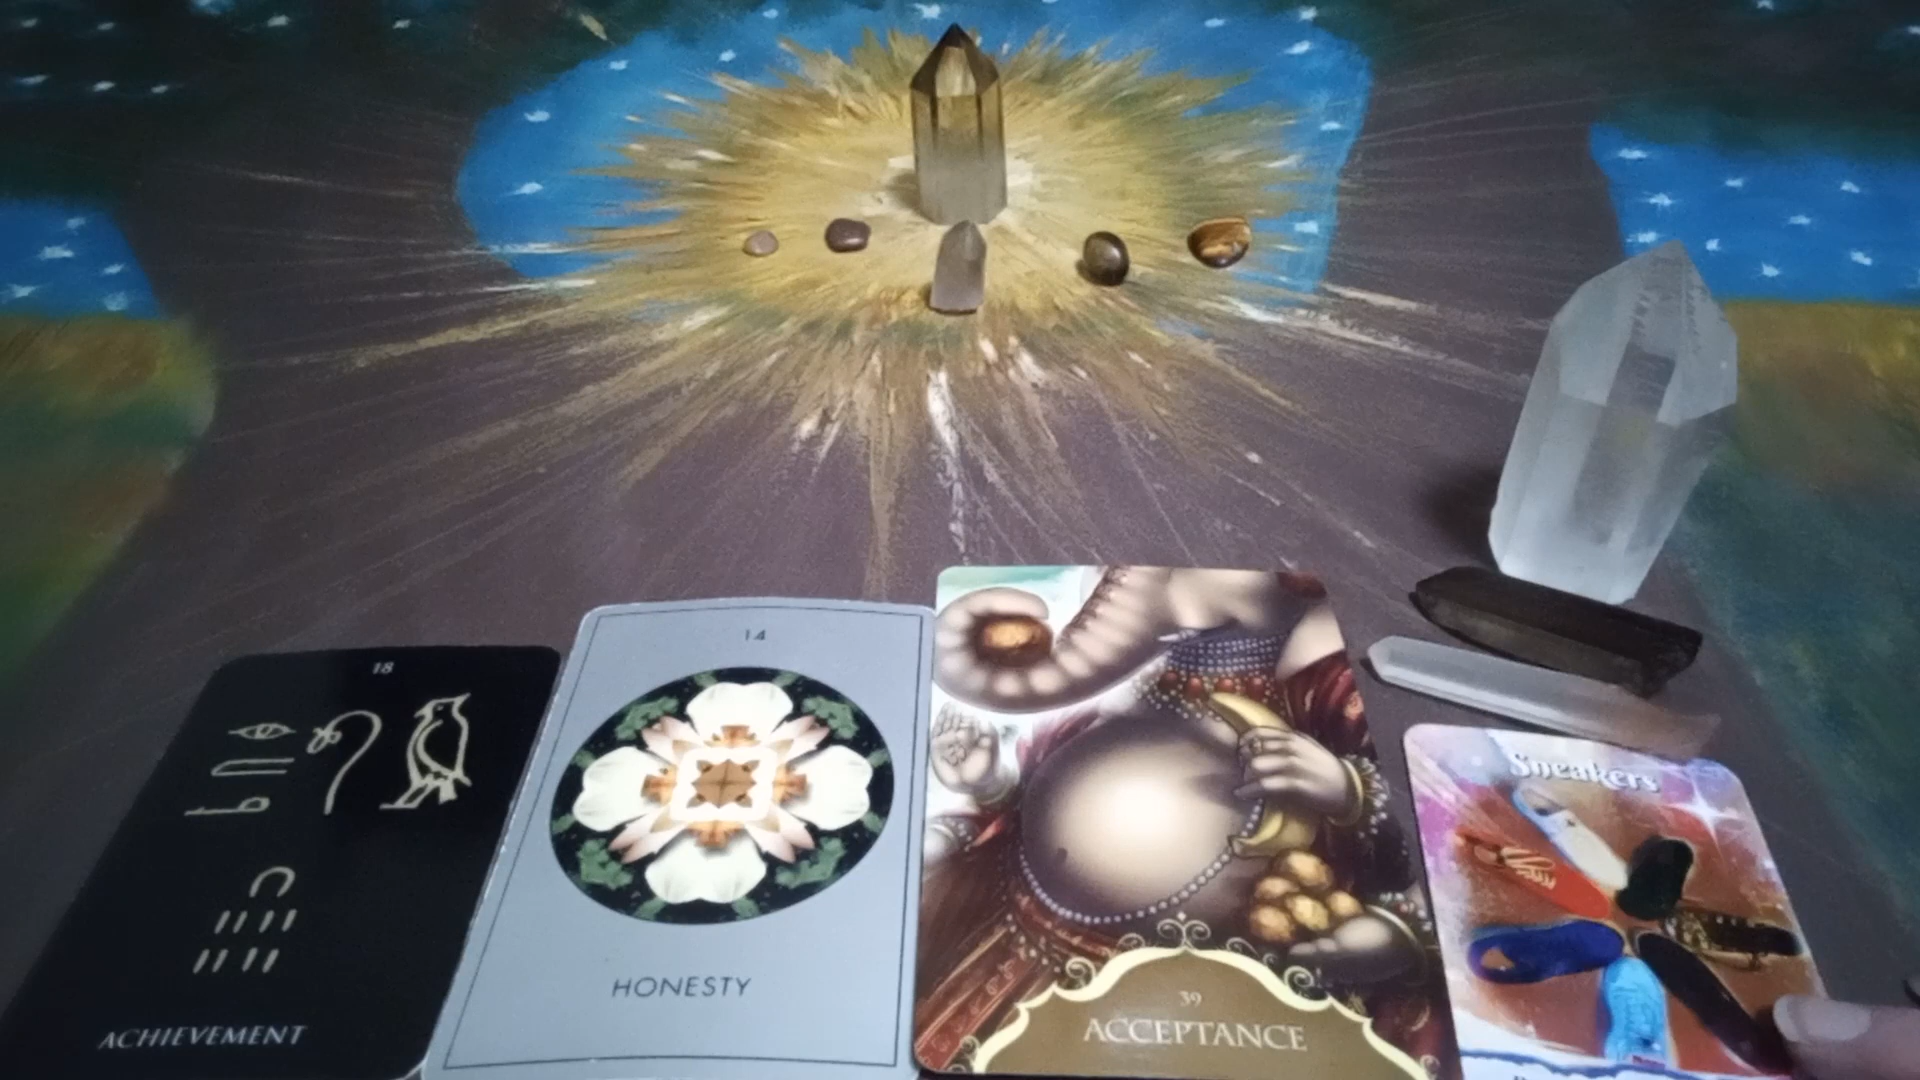 18
ACHIEVEMENT
14
HONESTY
39
ACCEPTANCE
Sneakers